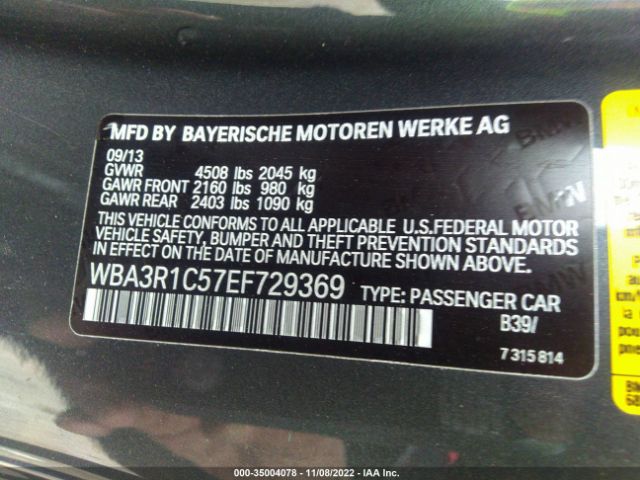 MFD BY BAYERISCHE MOTOREN WERKE AG
09/13
GVWR 4508 lbs 2045 kg
GAWR FRONT 2160 lbs 980 kg
GAWR REAR 2403 lbs 1090 kg
THIS VEHICLE CONFORMS TO ALL APPLICABLE U.S.FEDERAL MOTOR
VEHICLE SAFETY, BUMPER AND THEFT PREVENTION STANDARDS
IN EFFECT ON THE DATE OF MANUFACTURE SHOWN ABOVE.
WBA3R1C57EF729369 TYPE: PASSENGER CAR
B39/
7 315 814
000-35004078 - 11/08/2022 - IAA Inc.